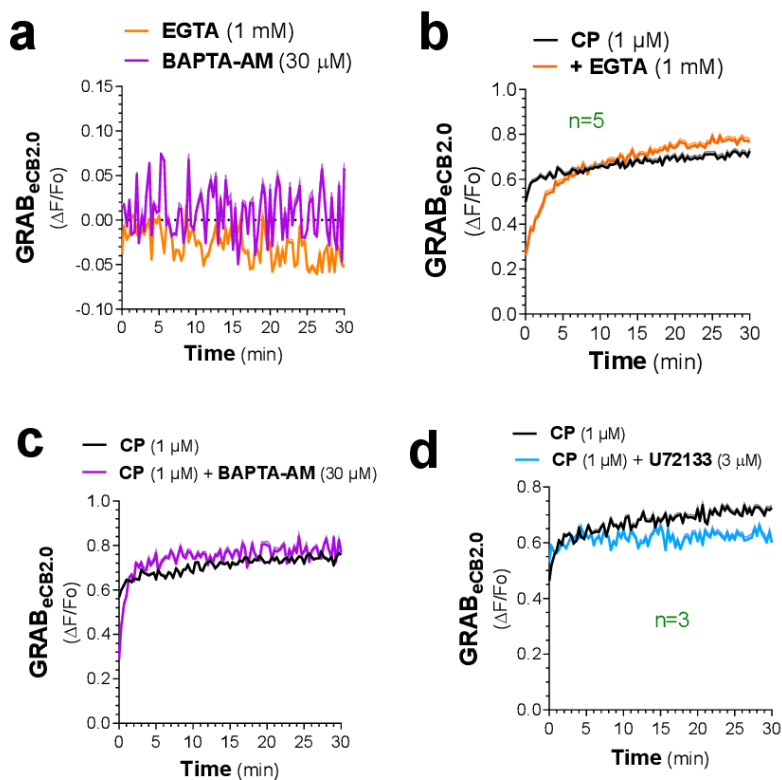 a
EGTA (1 mM)
BAPTA-AM (30 μM)
GRABeCB2.0
(ΔF/Fo)
0.15
0.10
0.05
0.00
-0.05
-0.10
0 5 10 15 20 25 30
Time (min)
b
CP (1 μM)
+ EGTA (1 mM)
n=5
GRABeCB2.0
(ΔF/Fo)
1.0
0.8
0.6
0.4
0.2
0.0
0 5 10 15 20 25 30
Time (min)
c
CP (1 μM)
CP (1 μM) + BAPTA-AM (30 μM)
GRABeCB2.0
(ΔF/Fo)
1.0
0.8
0.6
0.4
0.2
0.0
0 5 10 15 20 25 30
Time (min)
d
CP (1 μM)
CP (1 μM) + U72133 (3 μM)
n=3
GRABeCB2.0
(ΔF/Fo)
0.8
0.6
0.4
0.2
0.0
0 5 10 15 20 25 30
Time (min)